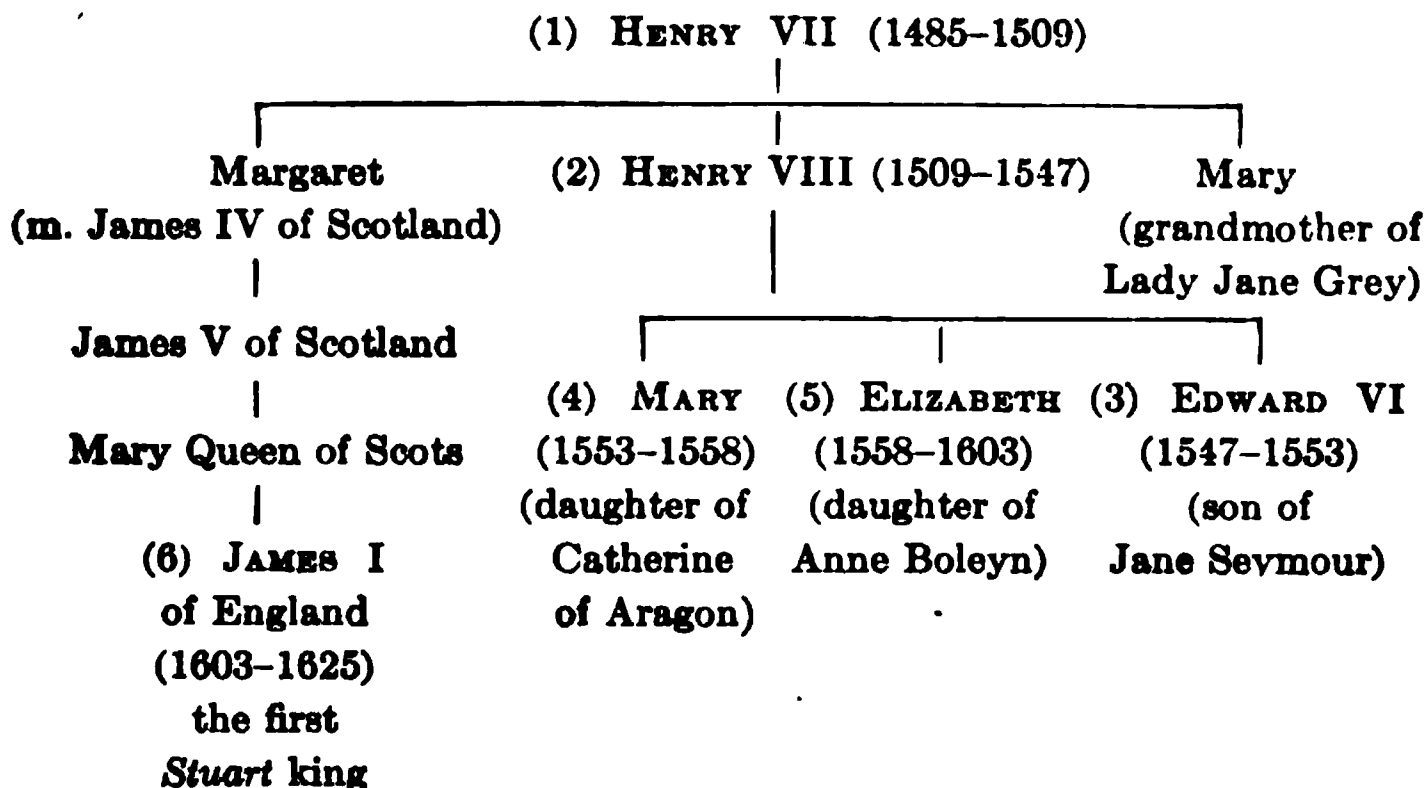 (1) HENRY VII (1485–1509)
Margaret
(m. James IV of Scotland)
(2) HENRY VIII (1509–1547)
Mary
(grandmother of
Lady Jane Grey)
James V of Scotland
Mary Queen of Scots
(6) JAMES I
of England
(1603–1625)
the first
Stuart king
(4) MARY
(1553–1558)
(daughter of
Catherine
of Aragon)
(5) ELIZABETH
(1558–1603)
(daughter of
Anne Boleyn)
(3) EDWARD VI
(1547–1553)
(son of
Jane Seymour)